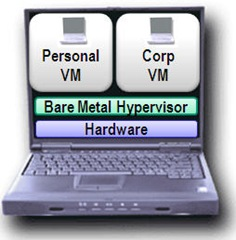 Personal
VM
Corp
VM
Bare Metal Hypervisor
Hardware